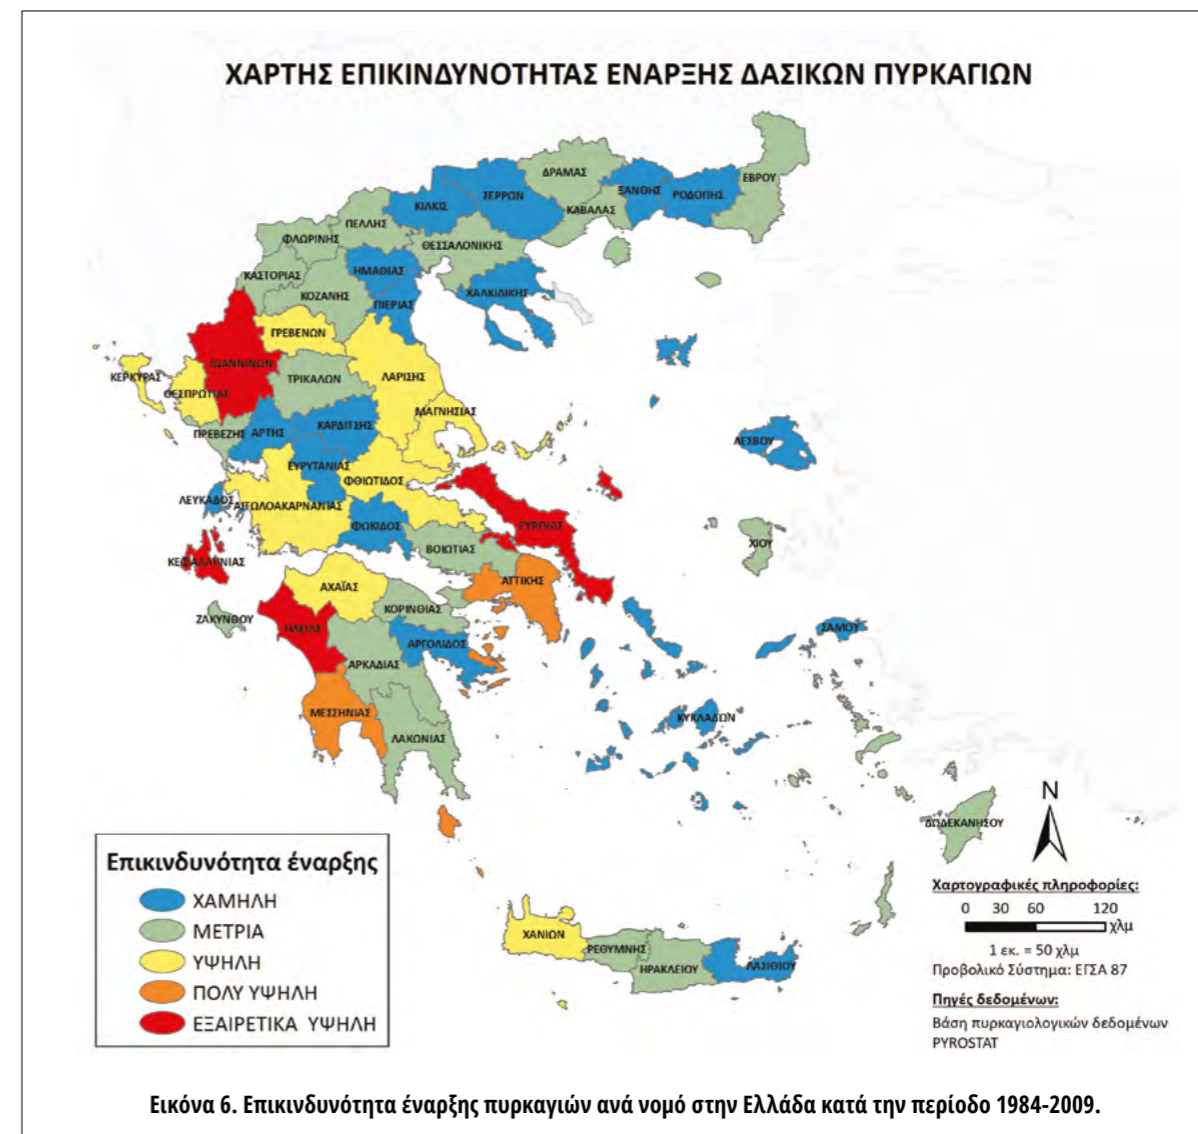 ΧΑΡΤΗΣ ΕΠΙΚΙΝΔΥΝΟΤΗΤΑΣ ΕΝΑΡΞΗΣ ΔΑΣΙΚΩΝ ΠΥΡΚΑΓΙΩΝ
ΔΡΑΜΑΣ
ΕΒΡΟΥ
ΞΑΝΘΗΣ
ΡΟΔΟΠΗΣ
ΣΕΡΡΩΝ
ΚΙΛΚΙΣ
ΚΑΒΑΛΑΣ
ΠΕΛΛΗΣ
ΦΛΩΡΙΝΗΣ
ΘΕΣΣΑΛΟΝΙΚΗΣ
ΚΑΣΤΟΡΙΑΣ
ΗΜΑΘΙΑΣ
ΚΟΖΑΝΗΣ
ΧΑΛΚΙΔΙΚΗΣ
ΠΙΕΡΙΑΣ
ΓΡΕΒΕΝΩΝ
ΙΩΑΝΝΙΝΩΝ
ΚΕΡΚΥΡΑΣ
ΤΡΙΚΑΛΩΝ
ΛΑΡΙΣΗΣ
ΘΕΣΠΡΩΤΙΑΣ
ΜΑΓΝΗΣΙΑΣ
ΠΡΕΒΕΖΗΣ
ΑΡΤΗΣ
ΚΑΡΔΙΤΣΗΣ
ΛΕΣΒΟΥ
ΕΥΡΥΤΑΝΙΑΣ
ΦΘΙΩΤΙΔΟΣ
ΛΕΥΚΑΔΟΣ
ΑΙΤΩΛΟΑΚΑΡΝΑΝΙΑΣ
ΦΩΚΙΔΟΣ
ΕΥΒΟΙΑΣ
ΒΟΙΩΤΙΑΣ
ΧΙΟΥ
ΚΕΦΑΛΛΗΝΙΑΣ
ΑΧΑΪΑΣ
ΑΤΤΙΚΗΣ
ΚΟΡΙΝΘΙΑΣ
ΖΑΚΥΝΘΟΥ
ΗΛΕΙΑΣ
ΣΑΜΟΥ
ΑΡΓΟΛΙΔΟΣ
ΑΡΚΑΔΙΑΣ
ΜΕΣΣΗΝΙΑΣ
ΚΥΚΛΑΔΩΝ
ΛΑΚΩΝΙΑΣ
ΔΩΔΕΚΑΝΗΣΟΥ
ΧΑΝΙΩΝ
ΡΕΘΥΜΝΗΣ
ΗΡΑΚΛΕΙΟΥ
ΛΑΣΙΘΙΟΥ
Επικινδυνότητα έναρξης
ΧΑΜΗΛΗ
ΜΕΤΡΙΑ
ΥΨΗΛΗ
ΠΟΛΥ ΥΨΗΛΗ
ΕΞΑΙΡΕΤΙΚΑ ΥΨΗΛΗ
N
Χαρτογραφικές πληροφορίες:
0 30 60 120
χλμ
1 εκ. = 50 χλμ
Προβολικό Σύστημα: ΕΓΣΑ 87
Πηγές δεδομένων:
Βάση πυρκαγιολογικών δεδομένων
PYROSTAT
Εικόνα 6. Επικινδυνότητα έναρξης πυρκαγιών ανά νομό στην Ελλάδα κατά την περίοδο 1984-2009.